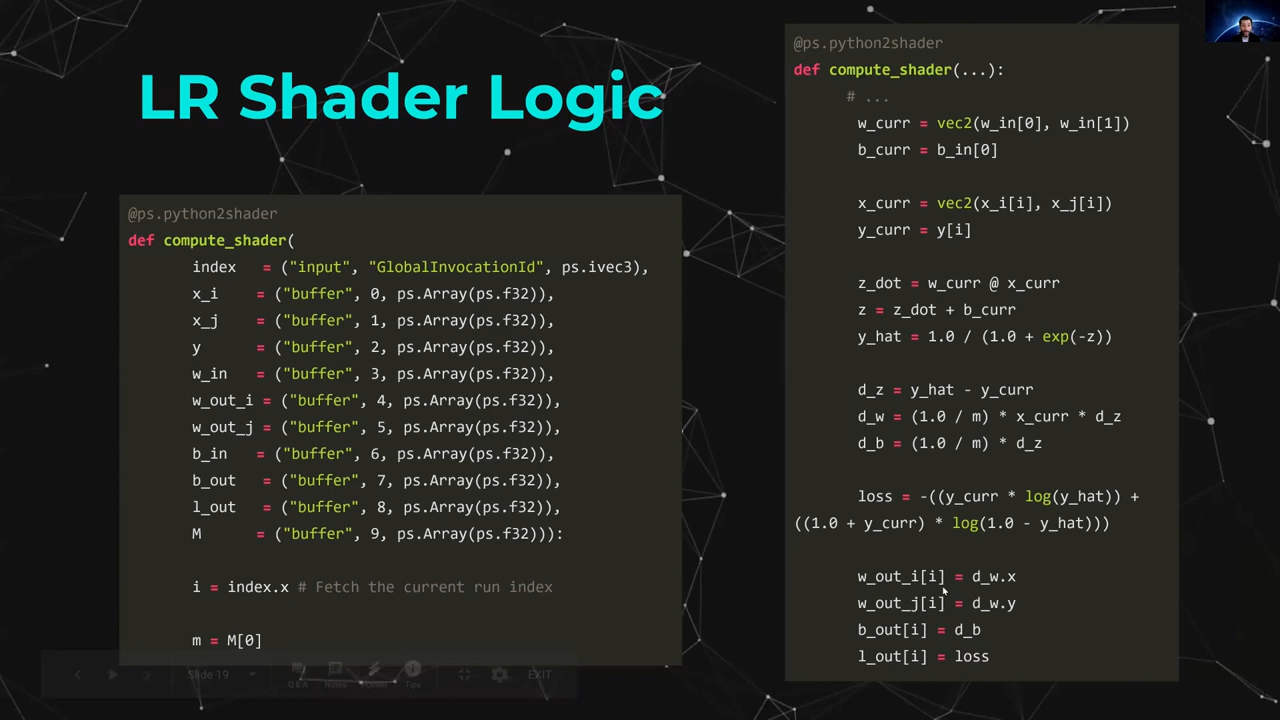 LR Shader Logic
@ps.python2shader
def compute_shader(
index = ("input", "GlobalInvocationId", ps.ivec3),
x_i = ("buffer", 0, ps.Array(ps.f32)),
x_j = ("buffer", 1, ps.Array(ps.f32)),
y = ("buffer", 2, ps.Array(ps.f32)),
w_in = ("buffer", 3, ps.Array(ps.f32)),
w_out_i = ("buffer", 4, ps.Array(ps.f32)),
w_out_j = ("buffer", 5, ps.Array(ps.f32)),
b_in = ("buffer", 6, ps.Array(ps.f32)),
b_out = ("buffer", 7, ps.Array(ps.f32)),
l_out = ("buffer", 8, ps.Array(ps.f32)),
M = ("buffer", 9, ps.Array(ps.f32))):
i = index.x # Fetch the current run index
m = M[0]
@ps.python2shader
def compute_shader(...):
# ...
w_curr = vec2(w_in[0], w_in[1])
b_curr = b_in[0]
x_curr = vec2(x_i[i], x_j[i])
y_curr = y[i]
z_dot = w_curr @ x_curr
z = z_dot + b_curr
y_hat = 1.0 / (1.0 + exp(-z))
d_z = y_hat - y_curr
d_w = (1.0 / m) * x_curr * d_z
d_b = (1.0 / m) * d_z
loss = -((y_curr * log(y_hat)) +
((1.0 + y_curr) * log(1.0 - y_hat)))
w_out_i[i] = d_w.x
w_out_j[i] = d_w.y
b_out[i] = d_b
l_out[i] = loss
Slide 19
Q&A Notes Pointer Tips EXIT